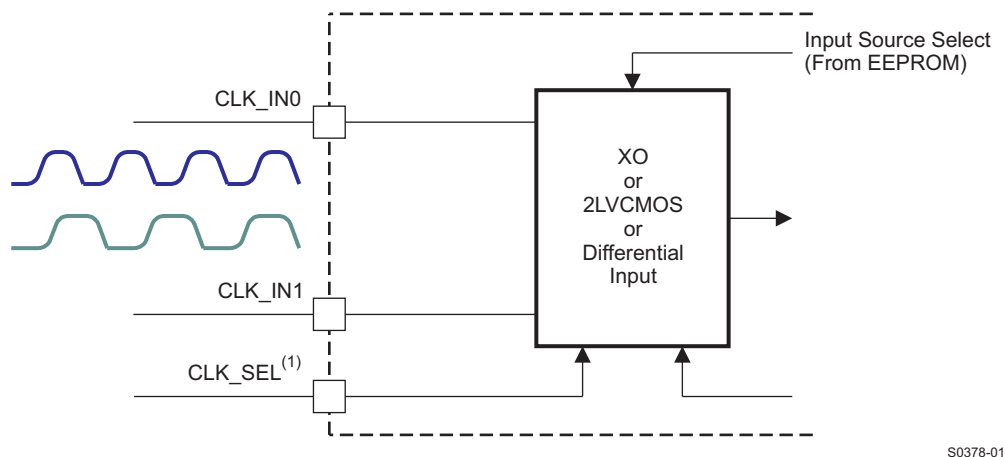 Input Source Select
(From EEPROM)
CLK_IN0
XO
or
2LVCMOS
or
Differential
Input
CLK_IN1
CLK_SEL(1)
S0378-01